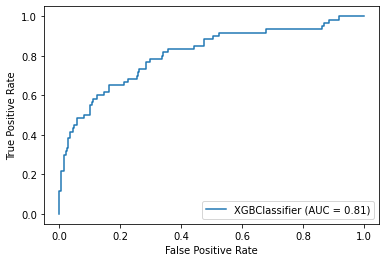 1.0
0.8
0.6
0.4
0.2
0.0
True Positive Rate
XGBClassifier (AUC = 0.81)
0.0 0.2 0.4 0.6 0.8 1.0
False Positive Rate